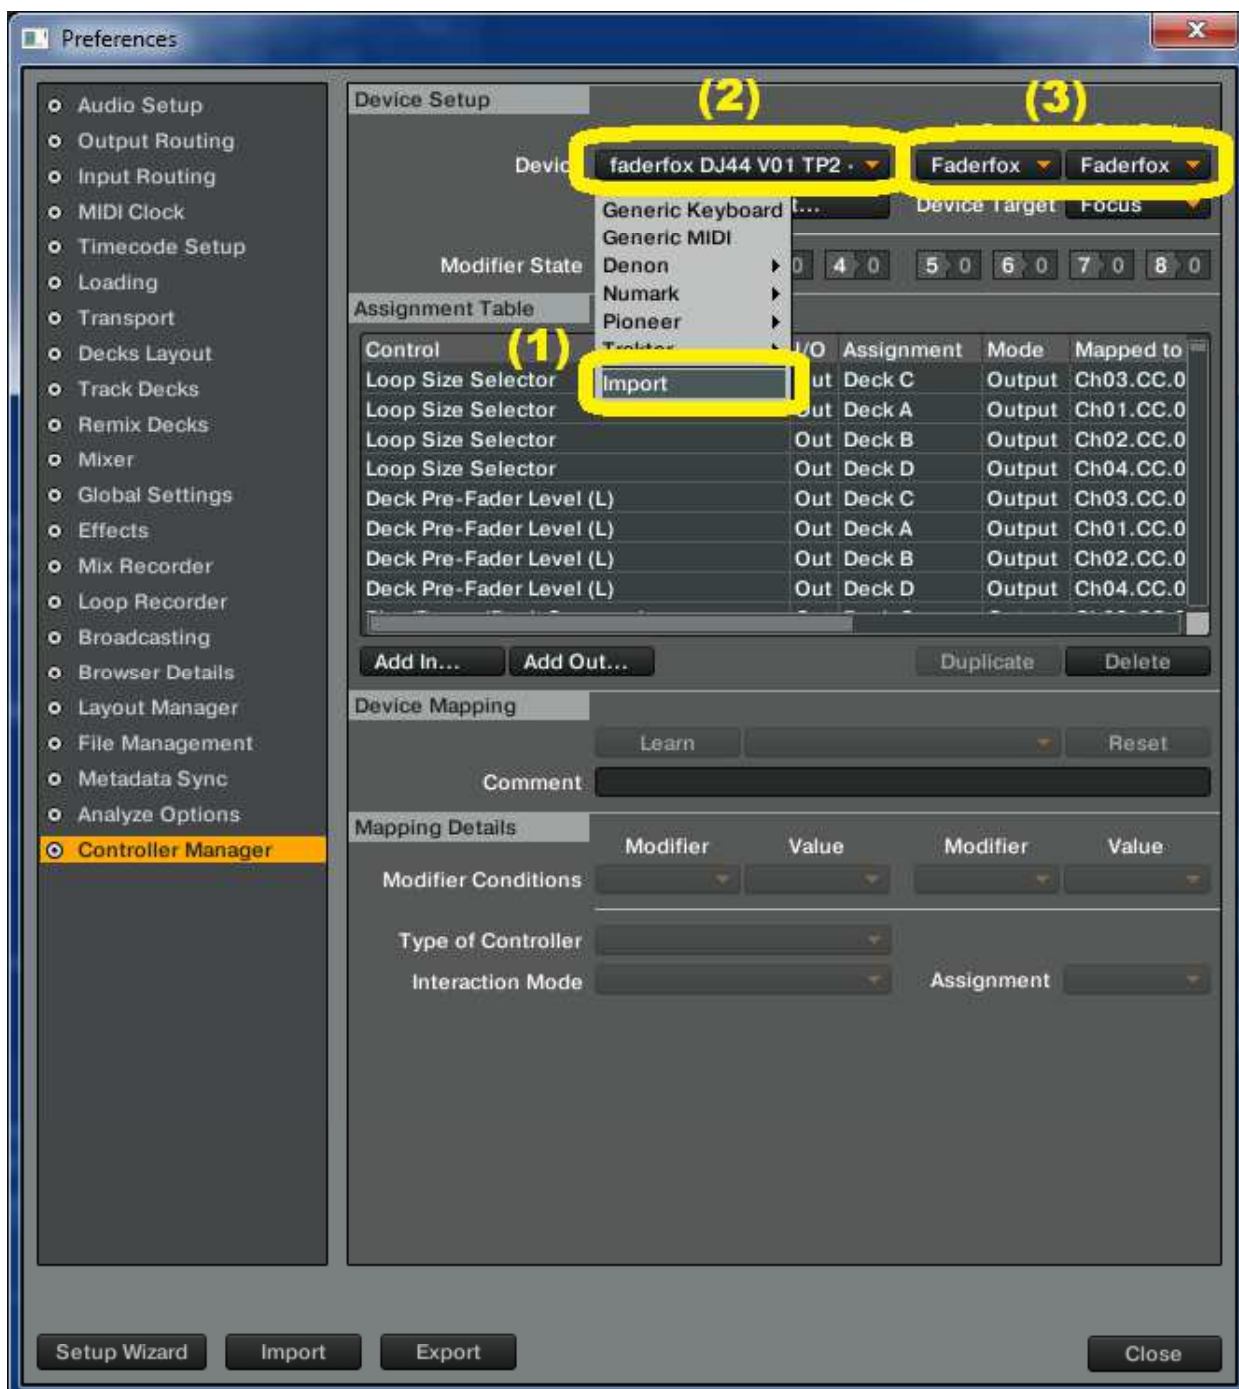 Preferences
Audio Setup
Output Routing
Input Routing
MIDI Clock
Timecode Setup
Loading
Transport
Decks Layout
Track Decks
Remix Decks
Mixer
Global Settings
Effects
Mix Recorder
Loop Recorder
Broadcasting
Browser Details
Layout Manager
File Management
Metadata Sync
Analyze Options
Controller Manager
Device Setup
(2)
(3)
faderfox DJ44 V01 TP2 - Faderfox Faderfox
Device Target Focus
Generic Keyboard
Generic MIDI
Denon
Numark
Pioneer
Traktor
Import
(1)
Modifier State 0 4 0 5 0 6 0 7 0 8 0
Assignment Table
Control I/O Assignment Mode Mapped to
Loop Size Selector Deck C Output Ch03.CC.0
Loop Size Selector Out Deck A Output Ch01.CC.0
Loop Size Selector Out Deck B Output Ch02.CC.0
Loop Size Selector Out Deck D Output Ch04.CC.0
Deck Pre-Fader Level (L) Out Deck C Output Ch03.CC.0
Deck Pre-Fader Level (L) Out Deck A Output Ch01.CC.0
Deck Pre-Fader Level (L) Out Deck B Output Ch02.CC.0
Deck Pre-Fader Level (L) Out Deck D Output Ch04.CC.0
Add In... Add Out... Duplicate Delete
Device Mapping
Learn Reset
Comment
Mapping Details
Modifier Value Modifier Value
Modifier Conditions
Type of Controller
Interaction Mode Assignment
Setup Wizard Import Export Close